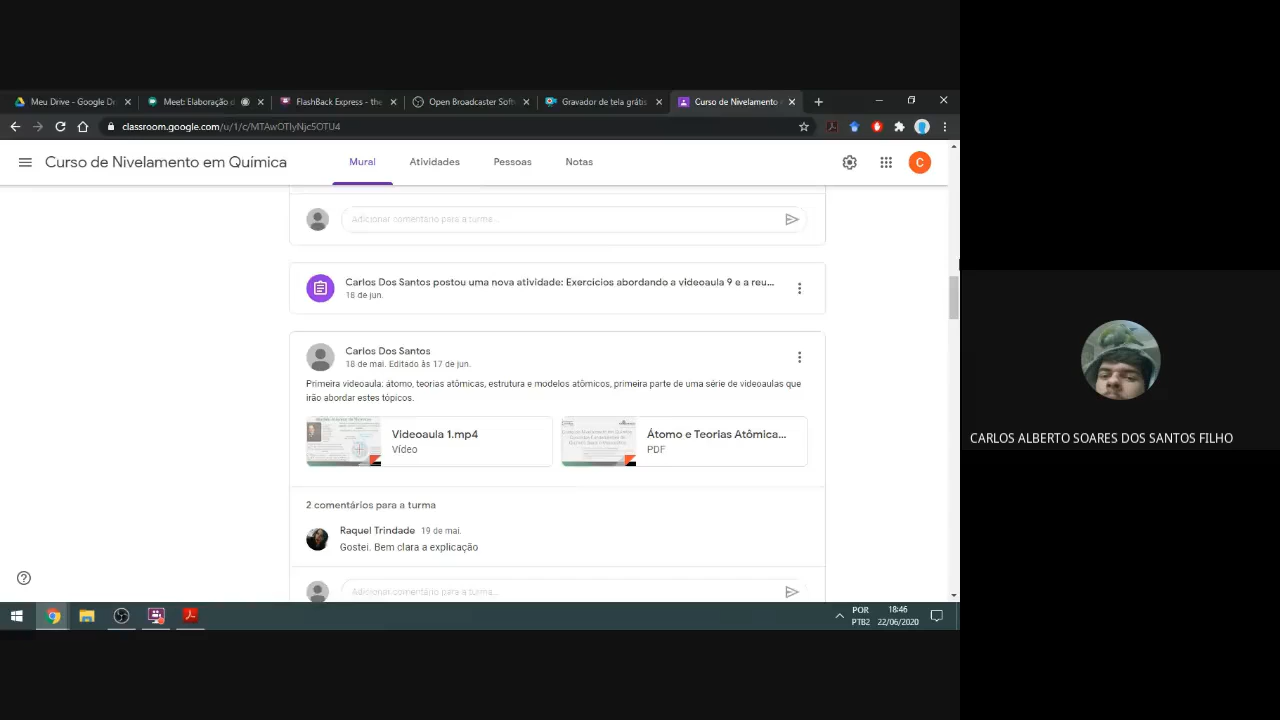 Meu Drive - Google Dr
Meet: Elaboração d
FlashBack Express - the
Open Broadcaster Soft
Gravador de tela grátis
Curso de Nivelamento
classroom.google.com/u/1/c/MTAwOTIyNjc5OTU4
Curso de Nivelamento em Química
Mural
Atividades
Pessoas
Notas
C
Adicionar comentário para a turma...
Carlos Dos Santos postou uma nova atividade: Exercícios abordando a videoaula 9 e a reu...
18 de jun.
Carlos Dos Santos
18 de mai. Editado às 17 de jun.
Primeira videoaula: átomo, teorias atômicas, estrutura e modelos atômicos, primeira parte de uma série de videoaulas que
irão abordar estes tópicos.
Videoaula 1.mp4
Vídeo
Átomo e Teorias Atômica...
PDF
2 comentários para a turma
Raquel Trindade 19 de mai.
Gostei. Bem clara a explicação
Adicionar comentário para a turma...
POR
PTB2
18:46
22/06/2020
CARLOS ALBERTO SOARES DOS SANTOS FILHO